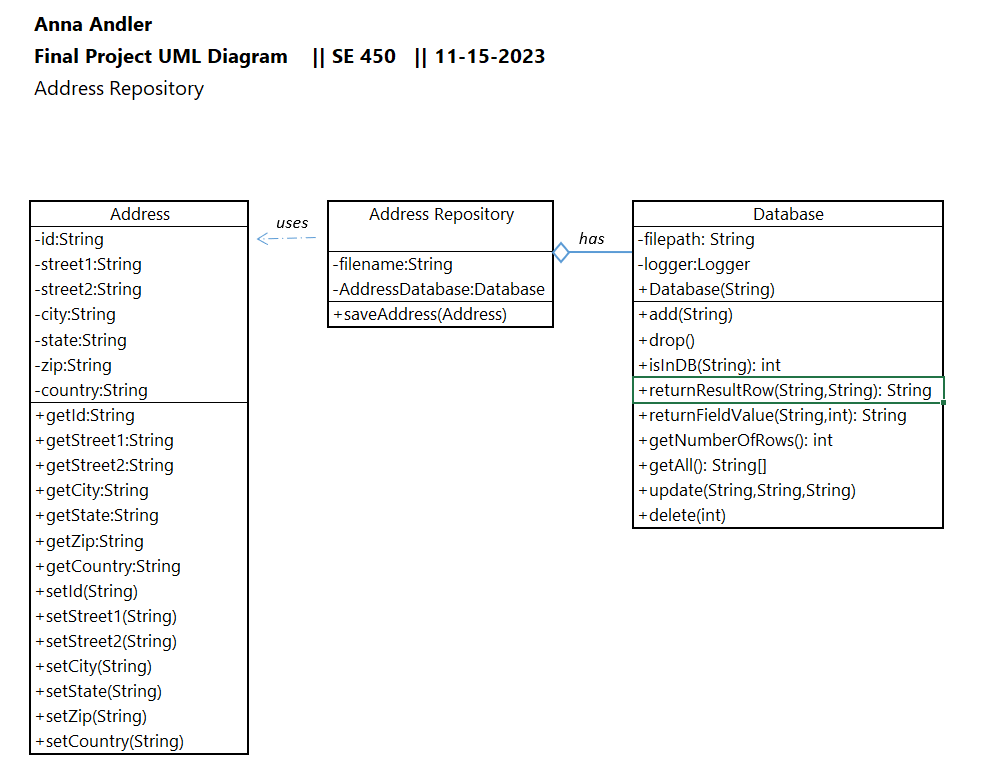 Anna Andler
Final Project UML Diagram || SE 450 || 11-15-2023
Address Repository
Address
-id:String
-street1:String
-street2:String
-city:String
-state:String
-zip:String
-country:String
+getId:String
+getStreet1:String
+getStreet2:String
+getCity:String
+getState:String
+getZip:String
+getCountry:String
+setId(String)
+setStreet1(String)
+setStreet2(String)
+setCity(String)
+setState(String)
+setZip(String)
+setCountry(String)
uses
Address Repository
-filename:String
-AddressDatabase:Database
+saveAddress(Address)
has
Database
-filepath: String
-logger:Logger
+Database(String)
+add(String)
+drop()
+isInDB(String): int
+returnResultRow(String,String): String
+returnFieldValue(String,int): String
+getNumberOfRows(): int
+getAll(): String[]
+update(String,String,String)
+delete(int)